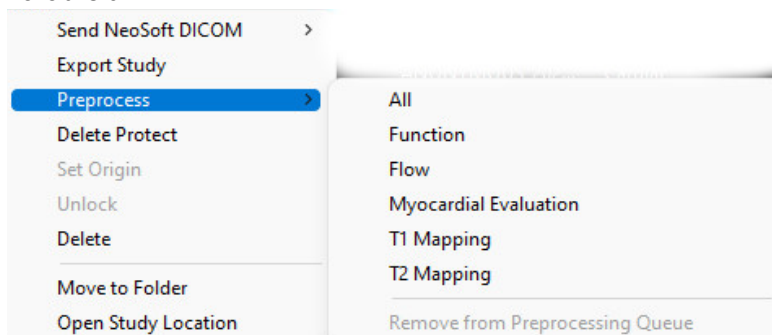 Send NeoSoft DICOM >
Export Study
Preprocess >
Delete Protect
Set Origin
Unlock
Delete
Move to Folder
Open Study Location
All
Function
Flow
Myocardial Evaluation
T1 Mapping
T2 Mapping
Remove from Preprocessing Queue